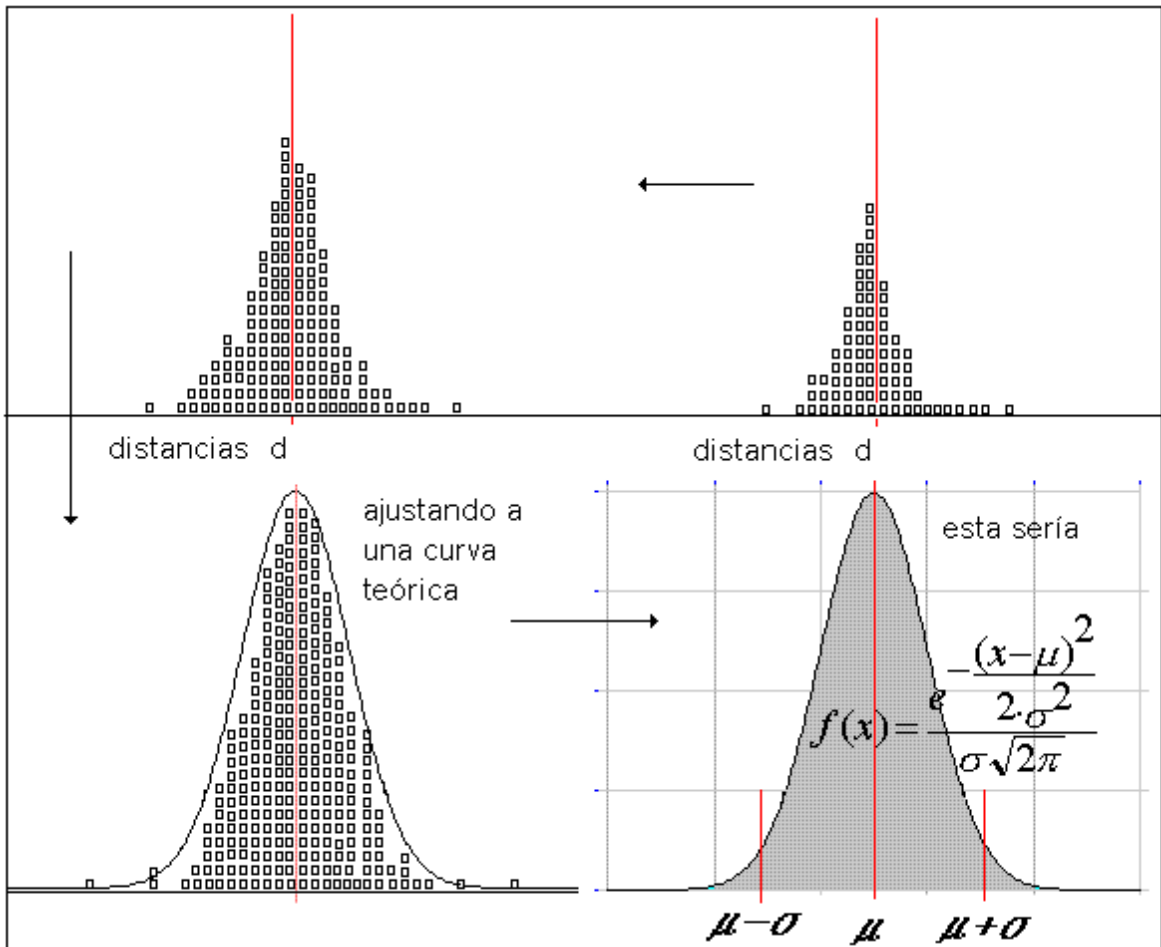 distancias d
distancias d
ajustando a
una curva
teórica
esta sería
f(x)=e^{-(x-μ)^2/2·σ^2}/σ√2π
μ-σ μ μ+σ